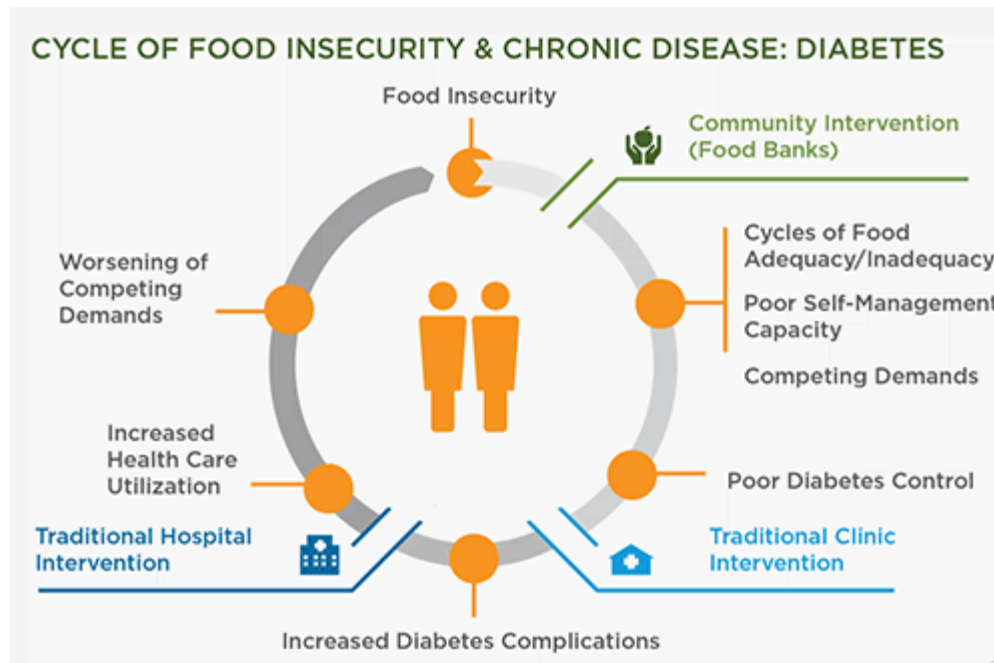 CYCLE OF FOOD INSECURITY & CHRONIC DISEASE: DIABETES
Food Insecurity
Community Intervention
(Food Banks)
Cycles of Food
Adequacy/Inadequacy
Poor Self-Management
Capacity
Competing Demands
Poor Diabetes Control
Traditional Clinic
Intervention
Increased Diabetes Complications
Traditional Hospital
Intervention
Increased
Health Care
Utilization
Worsening of
Competing
Demands